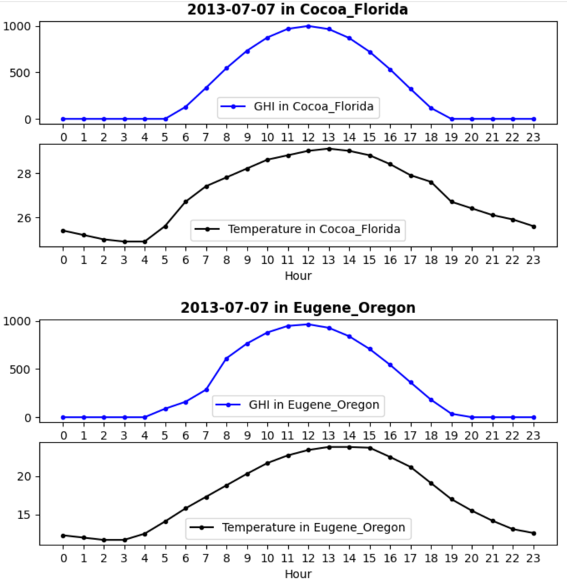 2013-07-07 in Cocoa_Florida
1000
500
0
GHI in Cocoa_Florida
0 1 2 3 4 5 6 7 8 9 10 11 12 13 14 15 16 17 18 19 20 21 22 23
28
26
Temperature in Cocoa_Florida
0 1 2 3 4 5 6 7 8 9 10 11 12 13 14 15 16 17 18 19 20 21 22 23
Hour
2013-07-07 in Eugene_Oregon
1000
500
0
GHI in Eugene_Oregon
0 1 2 3 4 5 6 7 8 9 10 11 12 13 14 15 16 17 18 19 20 21 22 23
20
15
Temperature in Eugene_Oregon
0 1 2 3 4 5 6 7 8 9 10 11 12 13 14 15 16 17 18 19 20 21 22 23
Hour